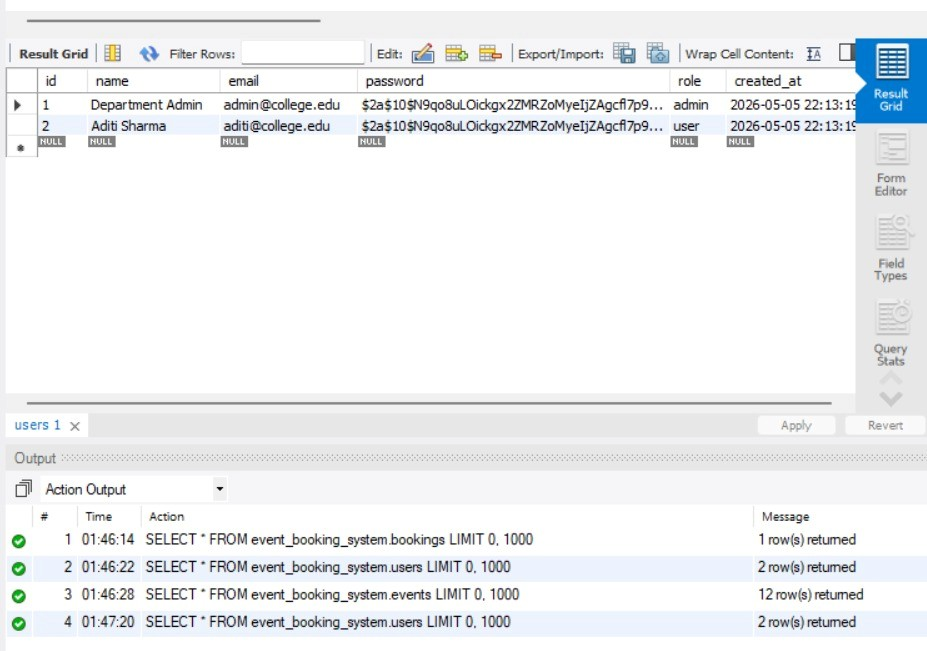 Result Grid Filter Rows: Edit: Export/Import: Wrap Cell Content:
id name email password role created_at
1 Department Admin admin@college.edu $2a$10$N9qo8uLOickgx2ZMRZoMyeIjZAgcfl7p9... admin 2026-05-05 22:13:19
2 Aditi Sharma aditi@college.edu $2a$10$N9qo8uLOickgx2ZMRZoMyeIjZAgcfl7p9... user 2026-05-05 22:13:19
NULL NULL NULL NULL NULL NULL
Result
Grid
Form
Editor
Field
Types
Query
Stats
users 1
Apply Revert
Output
Action Output
# Time Action Message
1 01:46:14 SELECT * FROM event_booking_system.bookings LIMIT 0, 1000 1 row(s) returned
2 01:46:22 SELECT * FROM event_booking_system.users LIMIT 0, 1000 2 row(s) returned
3 01:46:28 SELECT * FROM event_booking_system.events LIMIT 0, 1000 12 row(s) returned
4 01:47:20 SELECT * FROM event_booking_system.users LIMIT 0, 1000 2 row(s) returned